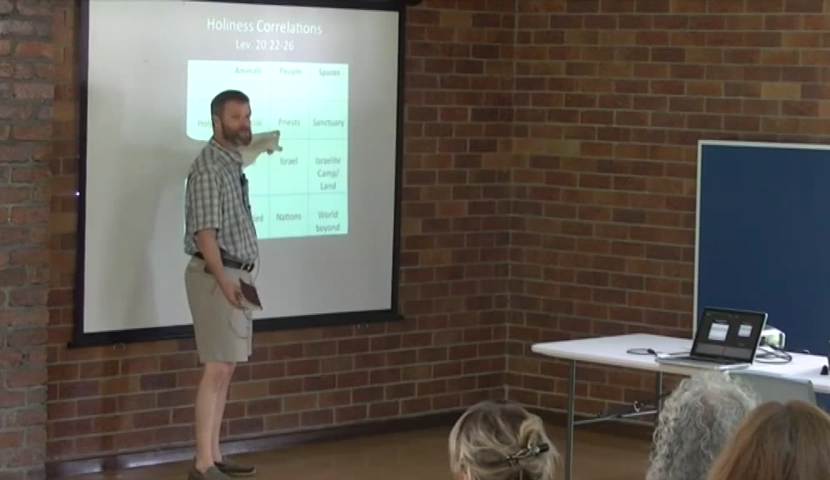 Holiness Correlations
Lev. 20:22-26
Animals People Spaces
Priests Sanctuary
Israel Israelite
Camp/
Land
Nations World
beyond